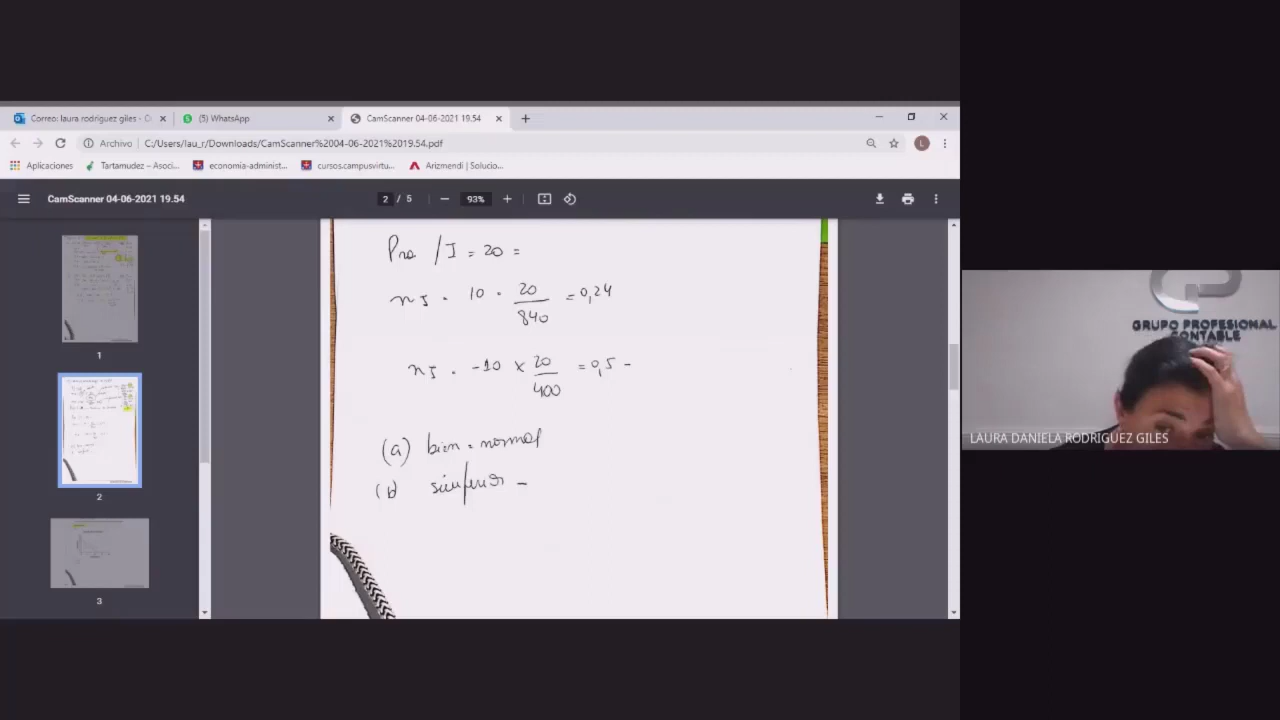 Correo: laura rodriguez giles - O
(5) WhatsApp
CamScanner 04-06-2021 19.54
Archivo
C:/Users/lau_r/Downloads/CamScanner%2004-06-2021%2019.54.pdf
Aplicaciones
Tartamudez – Asoci...
economia-administ...
cursos.campusvirtu...
Arizmendi | Solucio...
CamScanner 04-06-2021 19.54
2 / 5
93%
1
2
3
/I = 20 =
10 · 20/840 = 0,24
-10 × 20/400 = 0,5 -
(a) bien = normal
(b)
GRUPO PROFESIONAL
CONTABLE
LAURA DANIELA RODRIGUEZ GILES